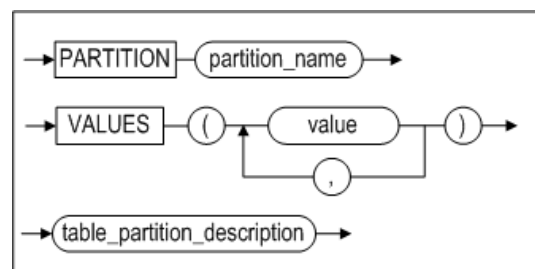 PARTITION partition_name
VALUES ( value )
,
table_partition_description